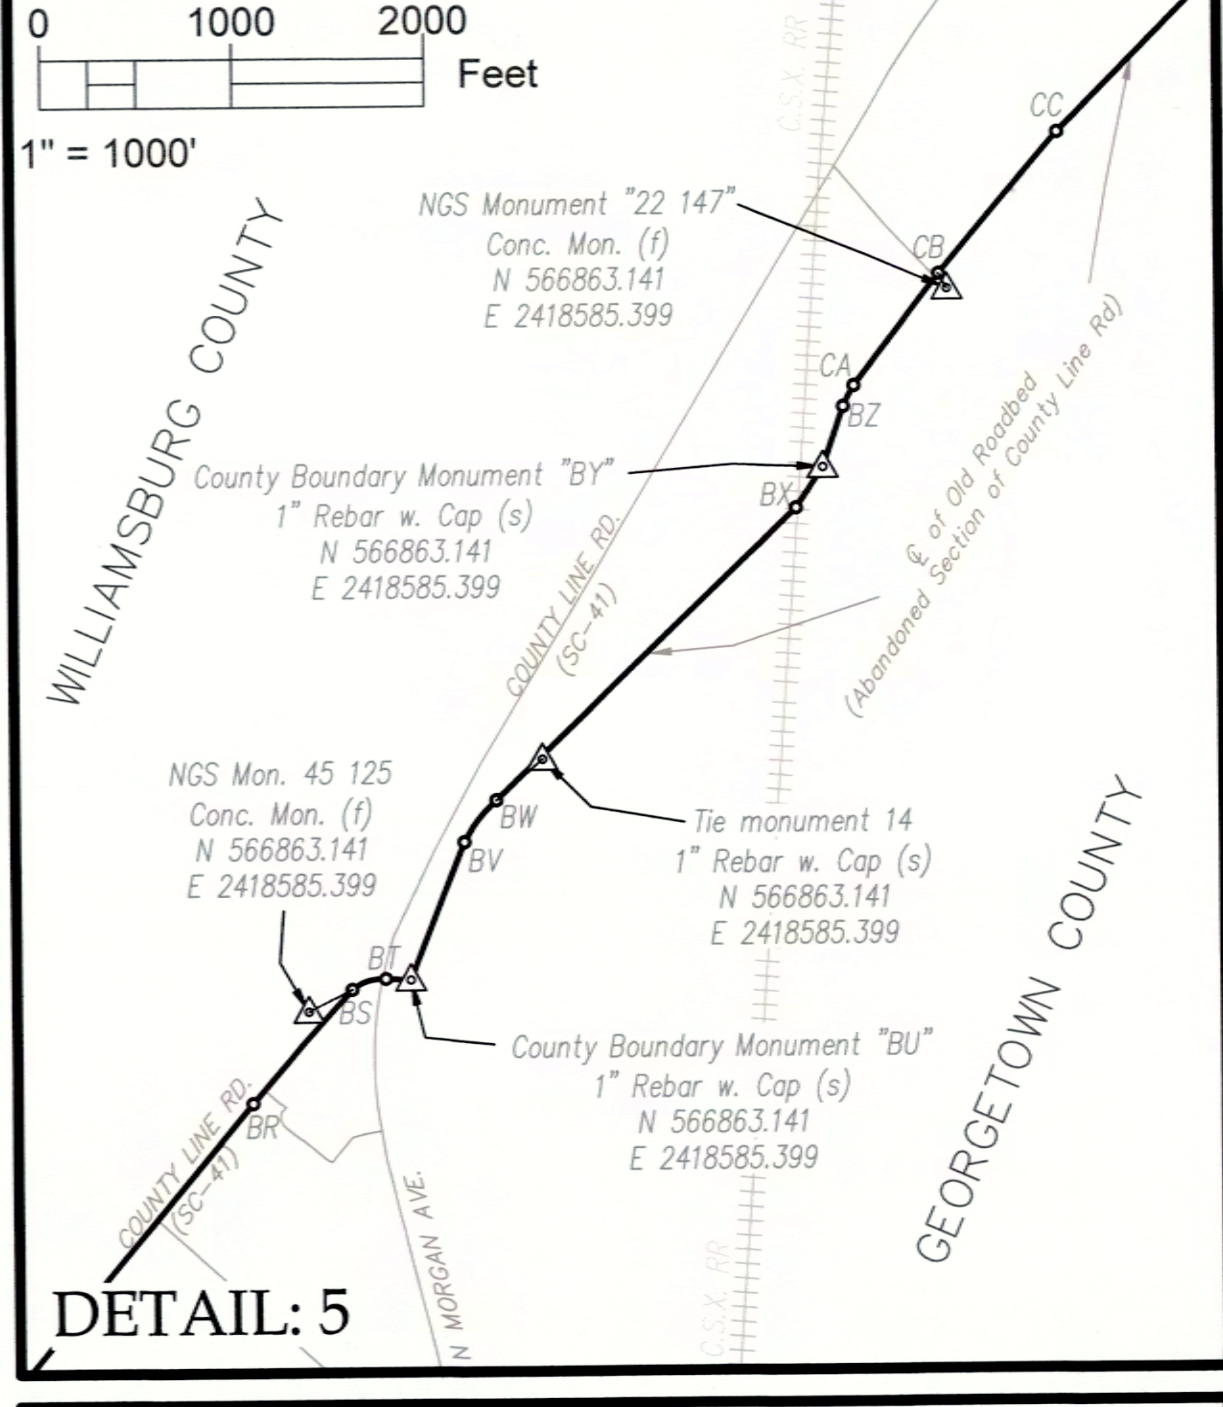 0 1000 2000
Feet
1" = 1000'
C.S.X. RR
CC
NGS Monument "22 147"
Conc. Mon. (f)
N 566863.141
E 2418585.399
CB
WILLIAMSBURG COUNTY
CA
BZ
County Boundary Monument "BY"
1" Rebar w. Cap (s)
N 566863.141
E 2418585.399
BX
℄ of Old Roadbed
(Abandoned Section of County Line Rd)
COUNTY LINE RD.
(SC-41)
NGS Mon. 45 125
Conc. Mon. (f)
N 566863.141
E 2418585.399
BW
BV
Tie monument 14
1" Rebar w. Cap (s)
N 566863.141
E 2418585.399
GEORGETOWN COUNTY
BT
BS
County Boundary Monument "BU"
1" Rebar w. Cap (s)
N 566863.141
E 2418585.399
BR
COUNTY LINE RD.
(SC-41)
N MORGAN AVE.
C.S.X. RR
DETAIL: 5